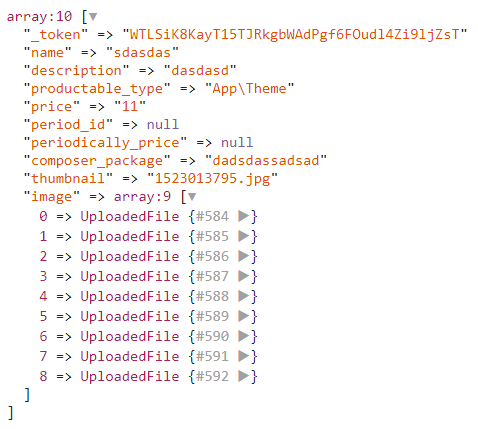 array:10 [▼
  "_token" => "WTLSiK8KayT15TJRkgbWAdPgf6FOudl4Zi9ljZsT"
  "name" => "sdasdas"
  "description" => "dasdasd"
  "productable_type" => "App\Theme"
  "price" => "11"
  "period_id" => null
  "periodically_price" => null
  "composer_package" => "dadsdassadsad"
  "thumbnail" => "1523013795.jpg"
  "image" => array:9 [▼
    0 => UploadedFile {#584 ▶}
    1 => UploadedFile {#585 ▶}
    2 => UploadedFile {#586 ▶}
    3 => UploadedFile {#587 ▶}
    4 => UploadedFile {#588 ▶}
    5 => UploadedFile {#589 ▶}
    6 => UploadedFile {#590 ▶}
    7 => UploadedFile {#591 ▶}
    8 => UploadedFile {#592 ▶}
  ]
]